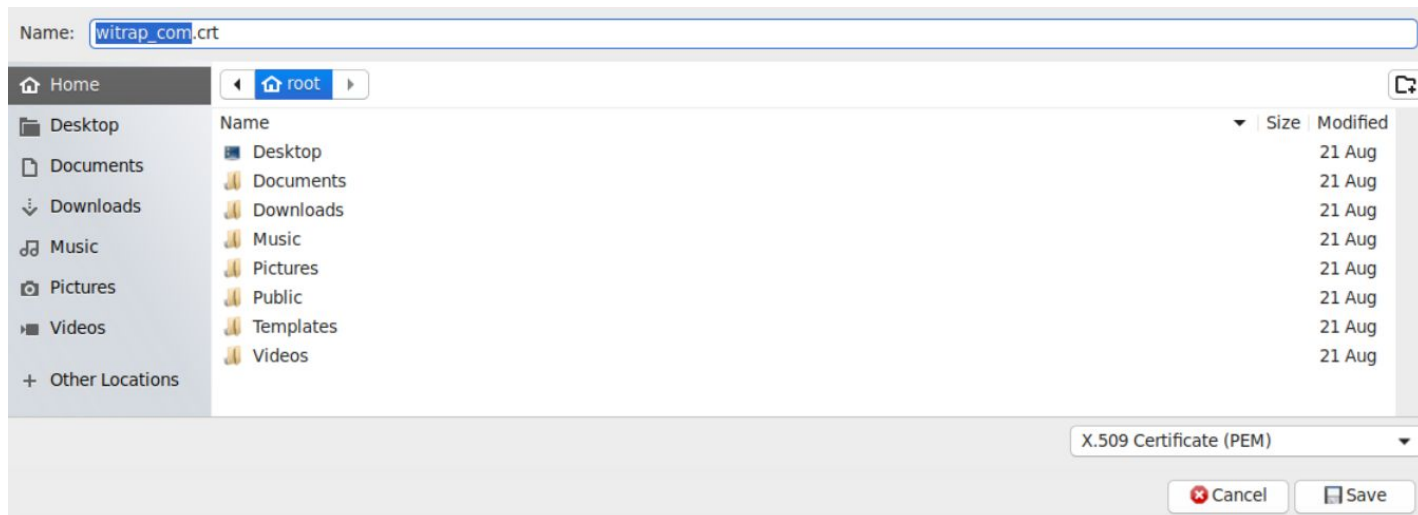 Name: witrap_com.crt
Home
root
Desktop
Documents
Downloads
Music
Pictures
Videos
+ Other Locations
Name Size Modified
Desktop 21 Aug
Documents 21 Aug
Downloads 21 Aug
Music 21 Aug
Pictures 21 Aug
Public 21 Aug
Templates 21 Aug
Videos 21 Aug
X.509 Certificate (PEM)
Cancel Save